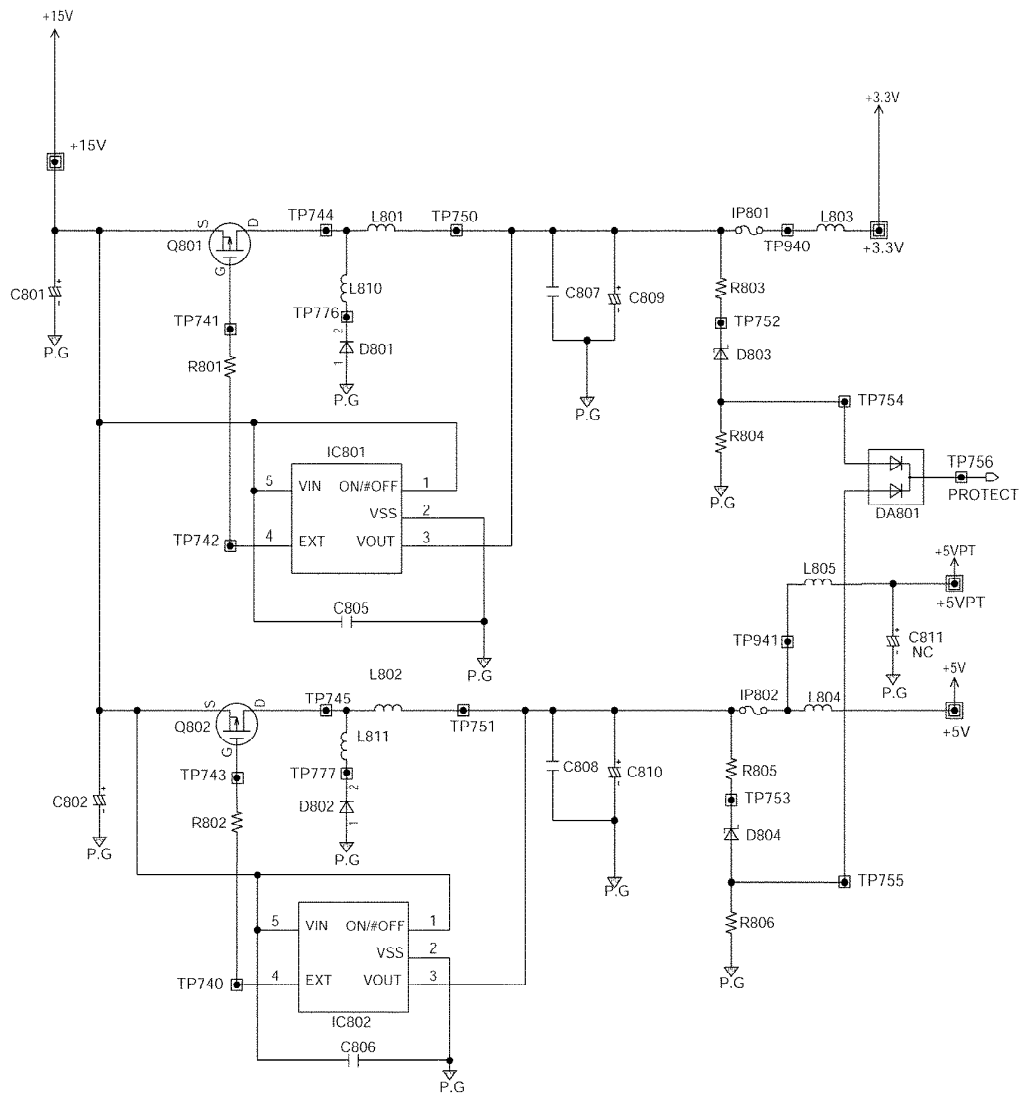 +15V
+3.3V
+15V
S
D
TP744
L801
TP750
IP801
L803
Q801
TP940
+3.3V
G
C801
+
-
P.G
L810
C807
+
-
C809
R803
TP741
TP776
TP752
2
D801
1
R801
D803
P.G
P.G
TP754
R804
IC801
TP756
5
VIN
ON/#OFF
1
VSS
2
P.G
PROTECT
DA801
TP742
4
EXT
VOUT
3
+5VPT
L805
+5VPT
C805
TP941
+
-
C811
NC
P.G
L802
P.G
+5V
S
D
TP745
IP802
L804
Q802
TP751
+5V
G
L811
TP743
TP777
C808
+
-
C810
R805
2
TP753
C802
+
-
D802
1
R802
D804
P.G
P.G
P.G
TP755
5
VIN
ON/#OFF
1
R806
VSS
2
TP740
4
EXT
VOUT
3
P.G
IC802
C806
P.G